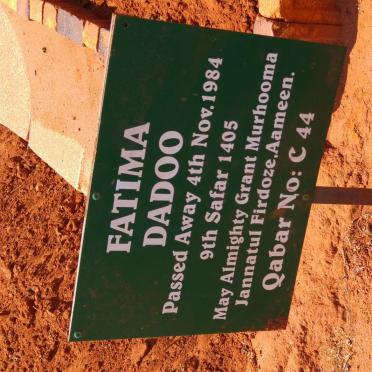 FATIMA
DADOO
Passed Away 4th Nov.1984
9th Safar 1405
May Almighty Grant Murhooma
Jannatul Firdoze.Aameen.
Qabar No: C 44